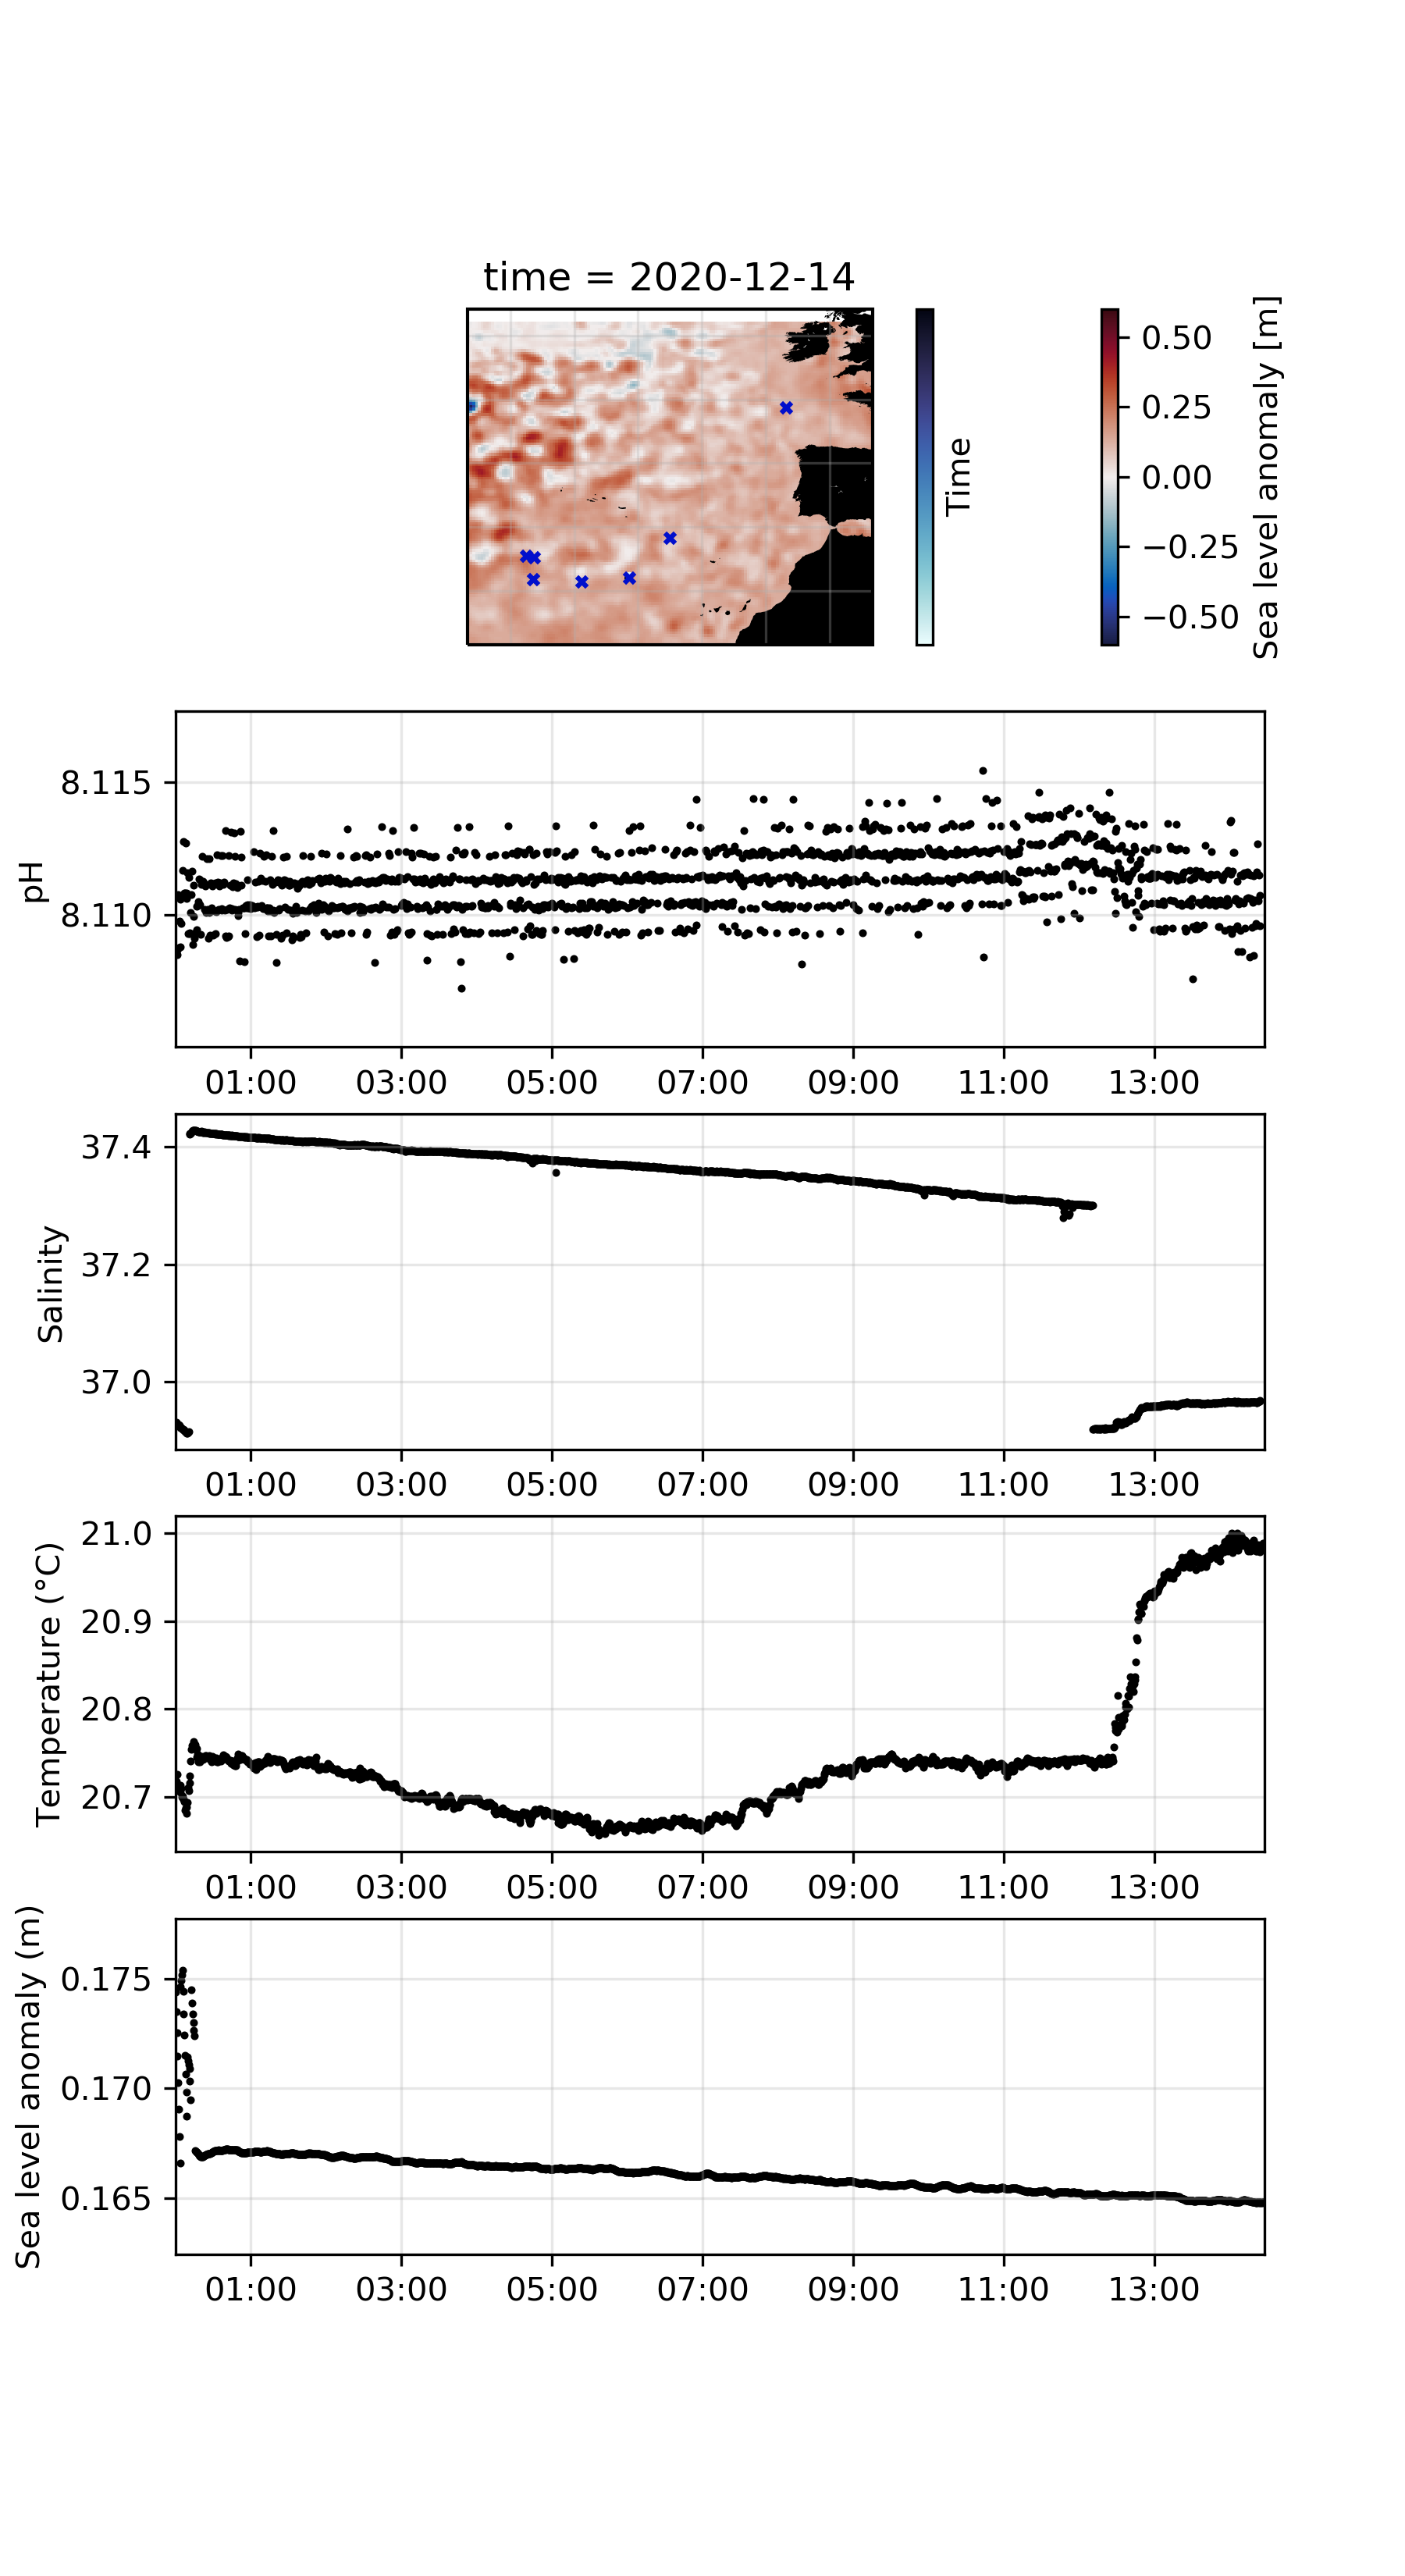 time = 2020-12-14
Time
0.50
0.25
0.00
−0.25
−0.50
Sea level anomaly [m]
pH
8.115
8.110
01:00 03:00 05:00 07:00 09:00 11:00 13:00
Salinity
37.4
37.2
37.0
01:00 03:00 05:00 07:00 09:00 11:00 13:00
Temperature (°C)
21.0
20.9
20.8
20.7
01:00 03:00 05:00 07:00 09:00 11:00 13:00
Sea level anomaly (m)
0.175
0.170
0.165
01:00 03:00 05:00 07:00 09:00 11:00 13:00